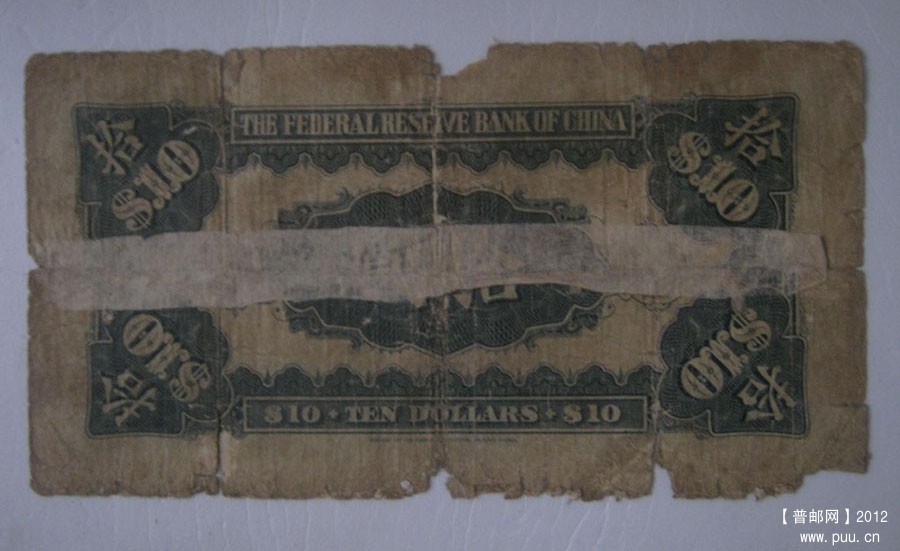 THE FEDERAL RESERVE BANK OF CHINA
拾 $10
拾 $10
拾 $10
拾 $10
$10 • TEN DOLLARS • $10
【普邮网】2012
www.puu.cn